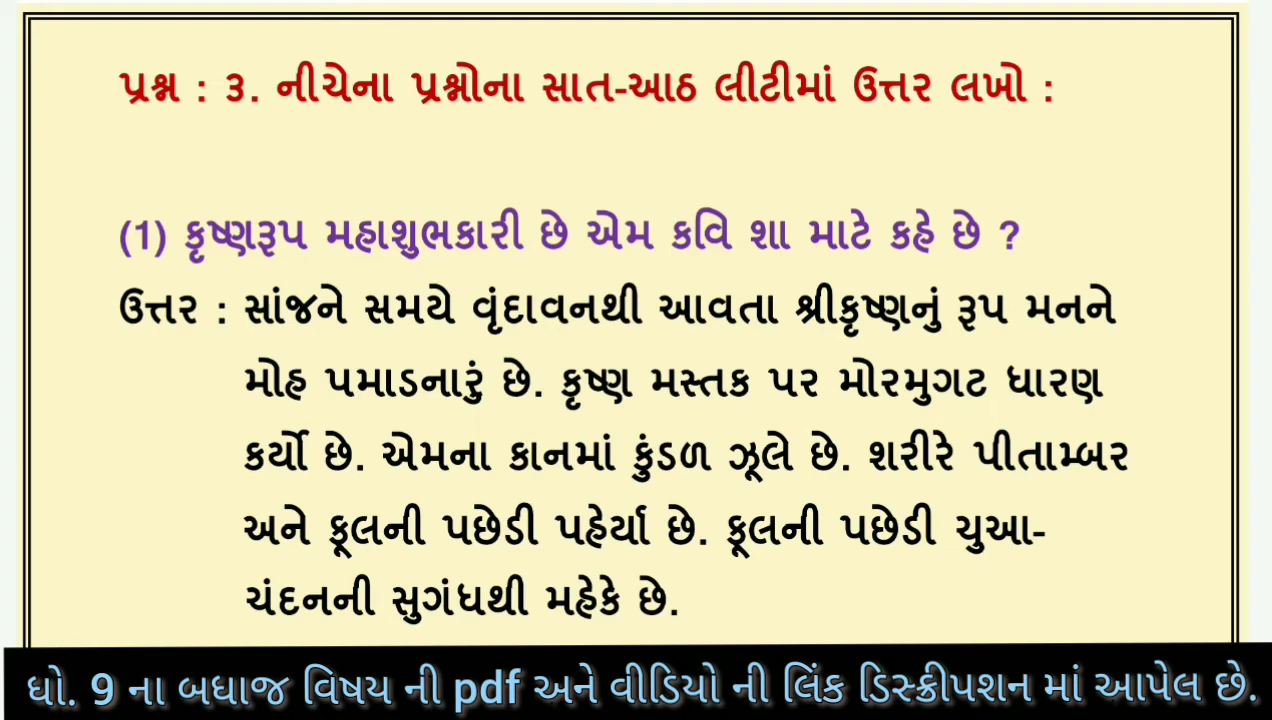 પ્રશ્ન : ૩. નીચેના પ્રશ્નોના સાત-આઠ લીટીમાં ઉત્તર લખો :
(1) કૃષ્ણરૂપ મહાશુભકારી છે એમ કવિ શા માટે કહે છે ?
ઉત્તર : સાંજને સમયે વૃંદાવનથી આવતા શ્રીકૃષ્ણનું રૂપ મનને
મોહ પમાડનારું છે. કૃષ્ણ મસ્તક પર મોરમુગટ ધારણ
કર્યો છે. એમના કાનમાં કુંડળ ઝૂલે છે. શરીરે પીતામ્બર
અને ફૂલની પછેડી પહેર્યા છે. ફૂલની પછેડી ચુઆ-
ચંદનની સુગંધથી મહેકે છે.
ધો. 9 ના બધાજ વિષય ની pdf અને વીડિયો ની લિંક ડિસ્ક્રીપશન માં આપેલ છે.